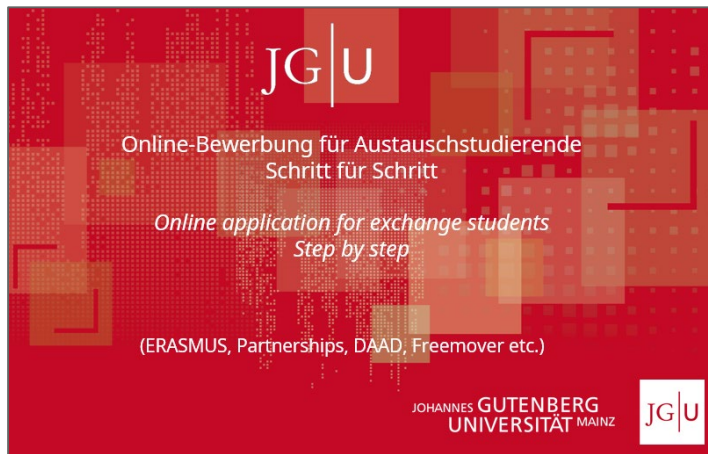 JG|U
Online-Bewerbung für Austauschstudierende
Schritt für Schritt
Online application for exchange students
Step by step
(ERASMUS, Partnerships, DAAD, Freemover etc.)
JOHANNES GUTENBERG
UNIVERSITÄT MAINZ
JG|U